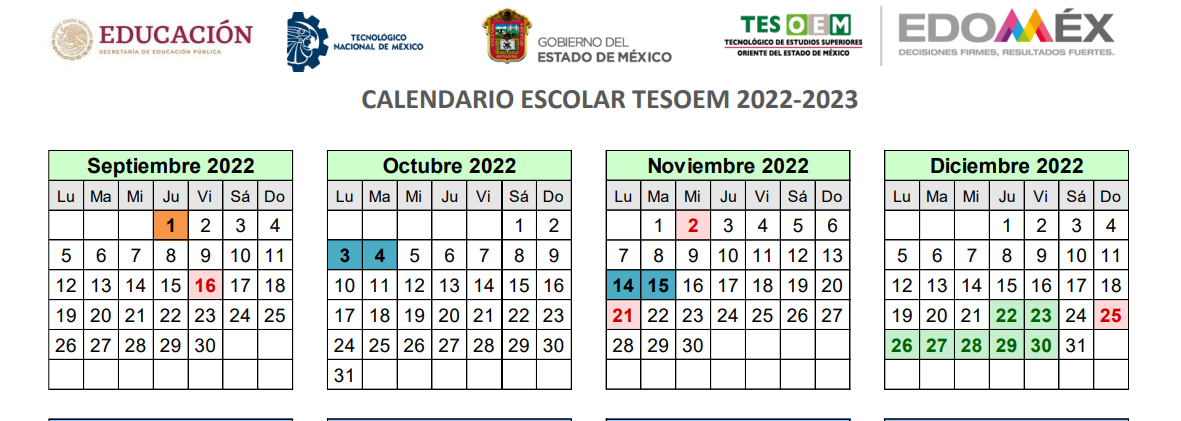 EDUCACIÓN
SECRETARÍA DE EDUCACIÓN PÚBLICA
TECNOLÓGICO
NACIONAL DE MÉXICO
GOBIERNO DEL
ESTADO DE MÉXICO
TESOEM
TECNOLÓGICO DE ESTUDIOS SUPERIORES
ORIENTE DEL ESTADO DE MÉXICO
EDOMÉX
DECISIONES FIRMES, RESULTADOS FUERTES.
CALENDARIO ESCOLAR TESOEM 2022-2023
Septiembre 2022
Lu Ma Mi Ju Vi Sá Do
1 2 3 4
5 6 7 8 9 10 11
12 13 14 15 16 17 18
19 20 21 22 23 24 25
26 27 28 29 30
Octubre 2022
Lu Ma Mi Ju Vi Sá Do
1 2
3 4 5 6 7 8 9
10 11 12 13 14 15 16
17 18 19 20 21 22 23
24 25 26 27 28 29 30
31
Noviembre 2022
Lu Ma Mi Ju Vi Sá Do
1 2 3 4 5 6
7 8 9 10 11 12 13
14 15 16 17 18 19 20
21 22 23 24 25 26 27
28 29 30
Diciembre 2022
Lu Ma Mi Ju Vi Sá Do
1 2 3 4
5 6 7 8 9 10 11
12 13 14 15 16 17 18
19 20 21 22 23 24 25
26 27 28 29 30 31